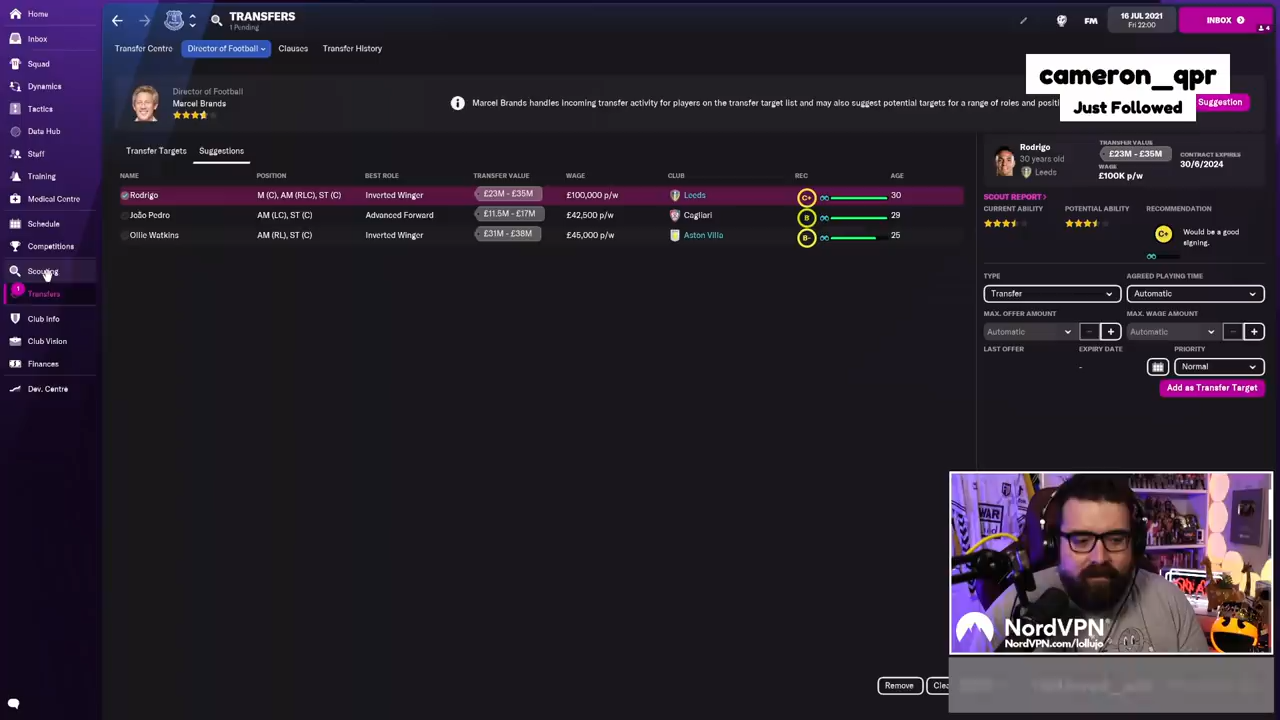 Home
Inbox
Squad
Dynamics
Tactics
Data Hub
Staff
Training
Medical Centre
Schedule
Competitions
Scouting
1
Transfers
Club Info
Club Vision
Finances
Dev. Centre
TRANSFERS
1 Pending
FM
16 JUL 2021
Fri 22:00
INBOX
4
Transfer Centre
Director of Football
Clauses
Transfer History
cameron_qpr
Just Followed
Director of Football
Marcel Brands
Marcel Brands handles incoming transfer activity for players on the transfer target list and may also suggest potential targets for a range of roles and positi
Suggestion
Transfer Targets
Suggestions
NAME POSITION BEST ROLE TRANSFER VALUE WAGE CLUB REC AGE
Rodrigo M (C), AM (RLC), ST (C) Inverted Winger £23M - £35M £100,000 p/w Leeds C+ 30
João Pedro AM (LC), ST (C) Advanced Forward £11.5M - £17M £42,500 p/w Cagliari B 29
Ollie Watkins AM (RL), ST (C) Inverted Winger £31M - £38M £45,000 p/w Aston Villa B- 25
Rodrigo
30 years old
Leeds
TRANSFER VALUE
£23M - £35M
WAGE
£100K p/w
CONTRACT EXPIRES
30/6/2024
SCOUT REPORT >
CURRENT ABILITY
POTENTIAL ABILITY
RECOMMENDATION
C+
Would be a good
signing.
TYPE
Transfer
AGREED PLAYING TIME
Automatic
MAX. OFFER AMOUNT
Automatic
- +
MAX. WAGE AMOUNT
Automatic
- +
LAST OFFER
EXPIRY DATE
-
PRIORITY
Normal
Add as Transfer Target
WAR
NordVPN
NordVPN.com/lollujo
Remove
Clea